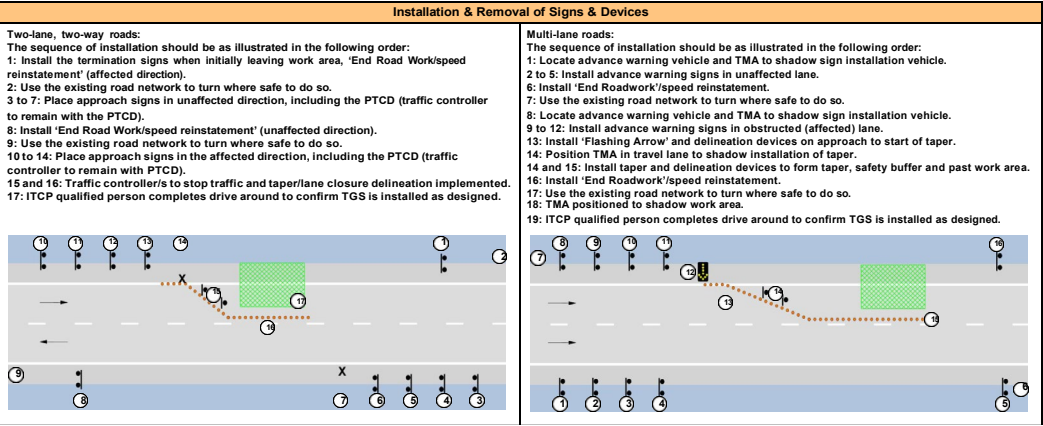 Installation & Removal of Signs & Devices
Two-lane, two-way roads:
The sequence of installation should be as illustrated in the following order:
1: Install the termination signs when initially leaving work area, ‘End Road Work/speed
reinstatement’ (affected direction).
2: Use the existing road network to turn where safe to do so.
3 to 7: Place approach signs in unaffected direction, including the PTCD (traffic controller
to remain with the PTCD).
8: Install ‘End Road Work/speed reinstatement’ (unaffected direction).
9: Use the existing road network to turn where safe to do so.
10 to 14: Place approach signs in the affected direction, including the PTCD (traffic
controller to remain with PTCD).
15 and 16: Traffic controller/s to stop traffic and taper/lane closure delineation implemented.
17: ITCP qualified person completes drive around to confirm TGS is installed as designed.
10 11 12 13 14 1
2
X
15
17
16
9
X
8 7 6 5 4 3
Multi-lane roads:
The sequence of installation should be as illustrated in the following order:
1: Locate advance warning vehicle and TMA to shadow sign installation vehicle.
2 to 5: Install advance warning signs in unaffected lane.
6: Install ‘End Roadwork’/speed reinstatement.
7: Use the existing road network to turn where safe to do so.
8: Locate advance warning vehicle and TMA to shadow sign installation vehicle.
9 to 12: Install advance warning signs in obstructed (affected) lane.
13: Install ‘Flashing Arrow’ and delineation devices on approach to start of taper.
14: Position TMA in travel lane to shadow installation of taper.
14 and 15: Install taper and delineation devices to form taper, safety buffer and past work area.
16: Install ‘End Roadwork’/speed reinstatement.
17: Use the existing road network to turn where safe to do so.
18: TMA positioned to shadow work area.
19: ITCP qualified person completes drive around to confirm TGS is installed as designed.
8 9 10 11 16
7
12
14
13
15
6
1 2 3 4 5